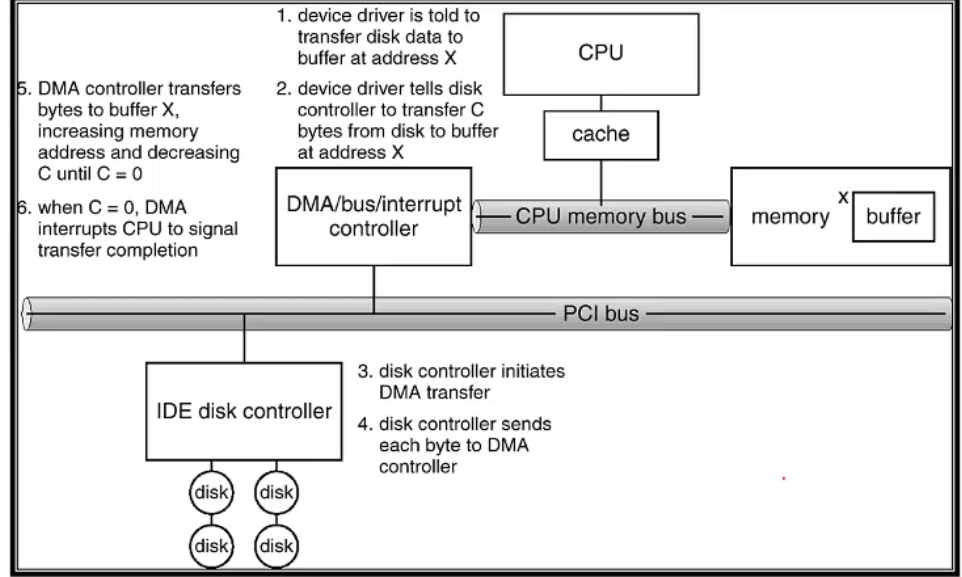 1. device driver is told to
transfer disk data to
buffer at address X
2. device driver tells disk
controller to transfer C
bytes from disk to buffer
at address X
5. DMA controller transfers
bytes to buffer X,
increasing memory
address and decreasing
C until C = 0
6. when C = 0, DMA
interrupts CPU to signal
transfer completion
CPU
cache
DMA/bus/interrupt
controller
CPU memory bus
memory
X
buffer
PCI bus
IDE disk controller
3. disk controller initiates
DMA transfer
4. disk controller sends
each byte to DMA
controller
disk
disk
disk
disk